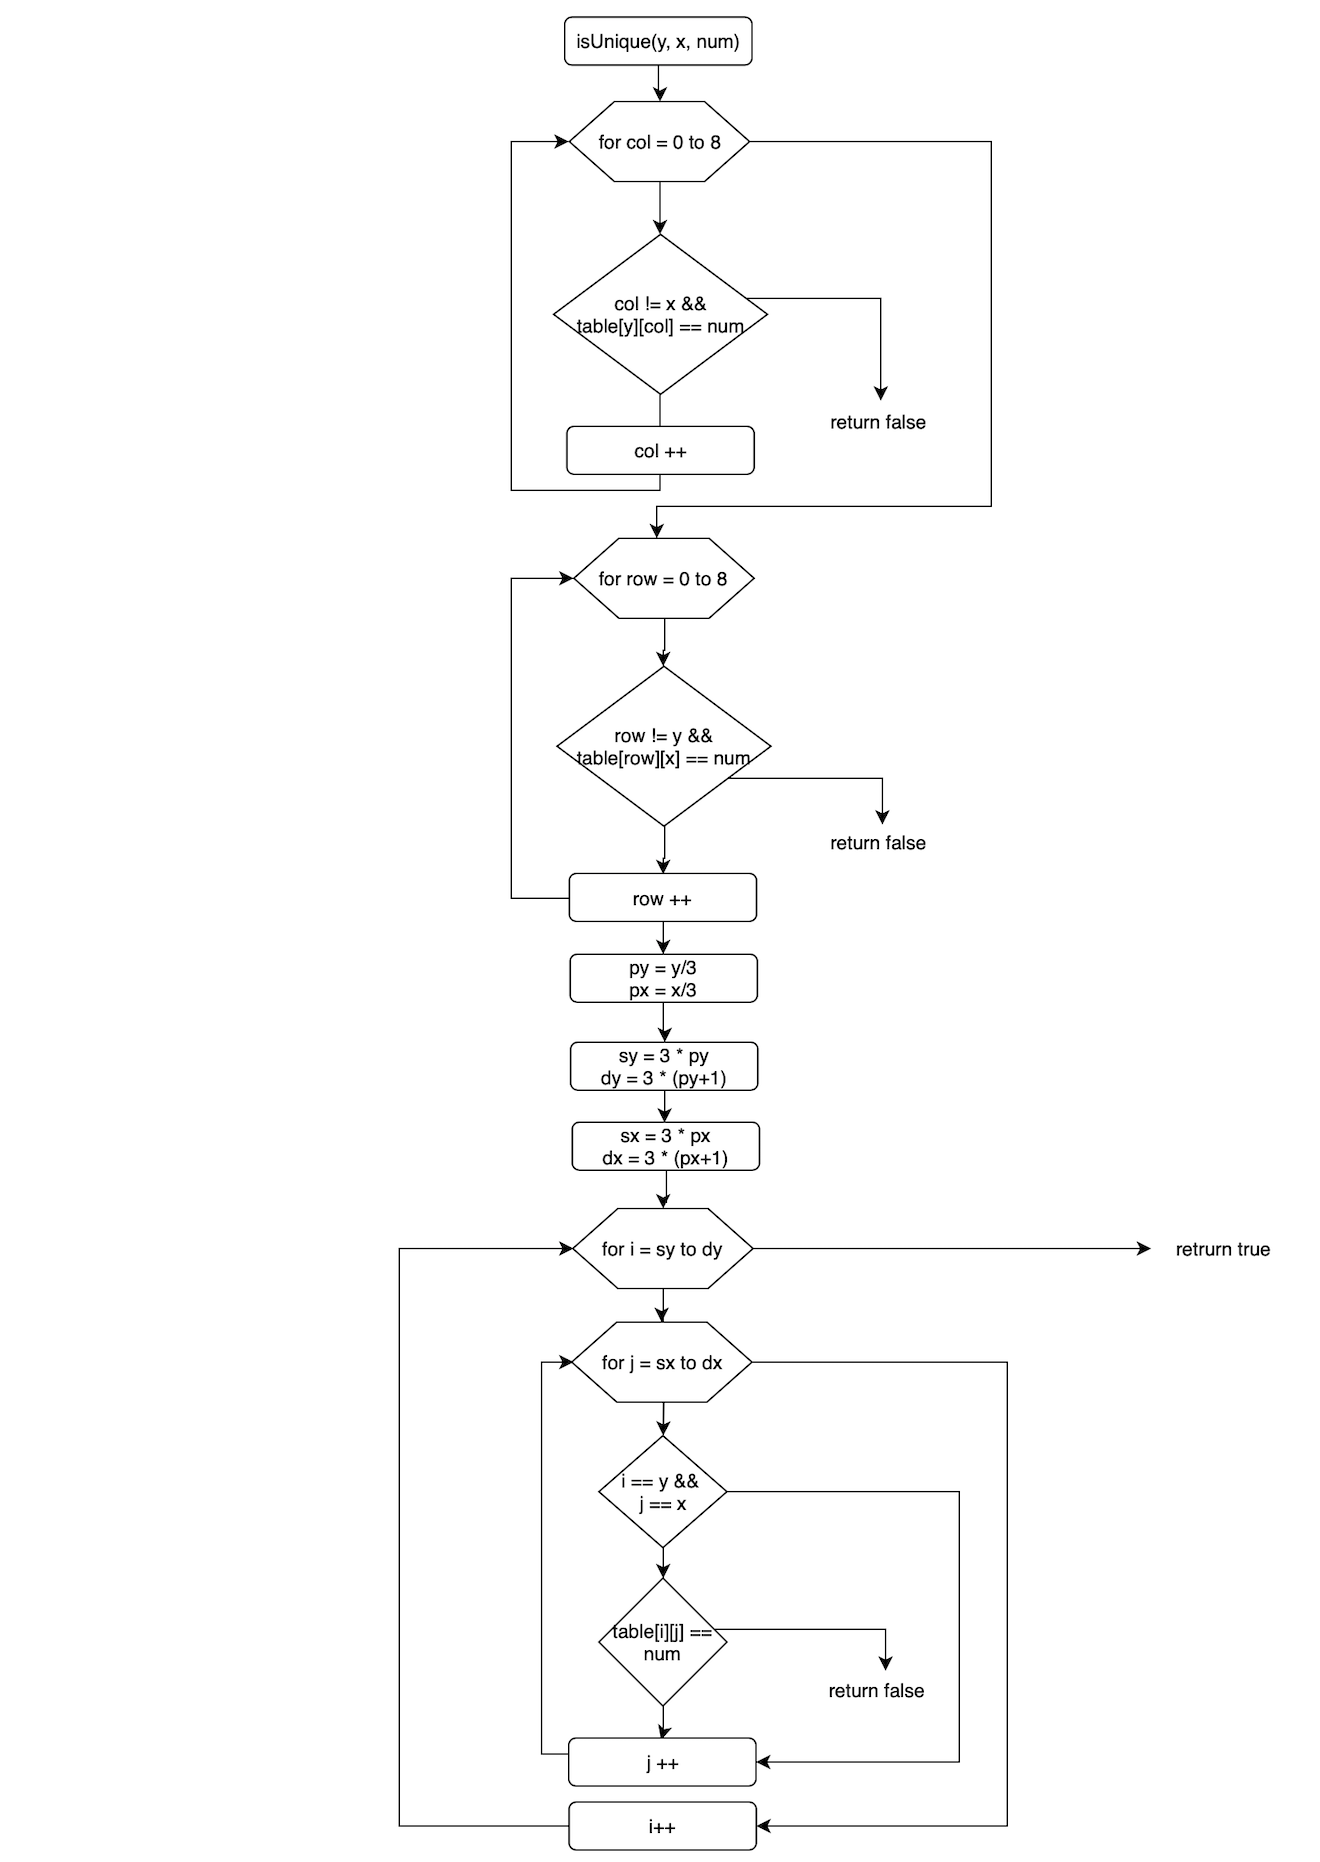 isUnique(y, x, num)
for col = 0 to 8
col != x &&
table[y][col] == num
return false
col ++
for row = 0 to 8
row != y &&
table[row][x] == num
return false
row ++
py = y/3
px = x/3
sy = 3 * py
dy = 3 * (py+1)
sx = 3 * px
dx = 3 * (px+1)
for i = sy to dy
retrurn true
for j = sx to dx
i == y &&
j == x
table[i][j] ==
num
return false
j ++
i++